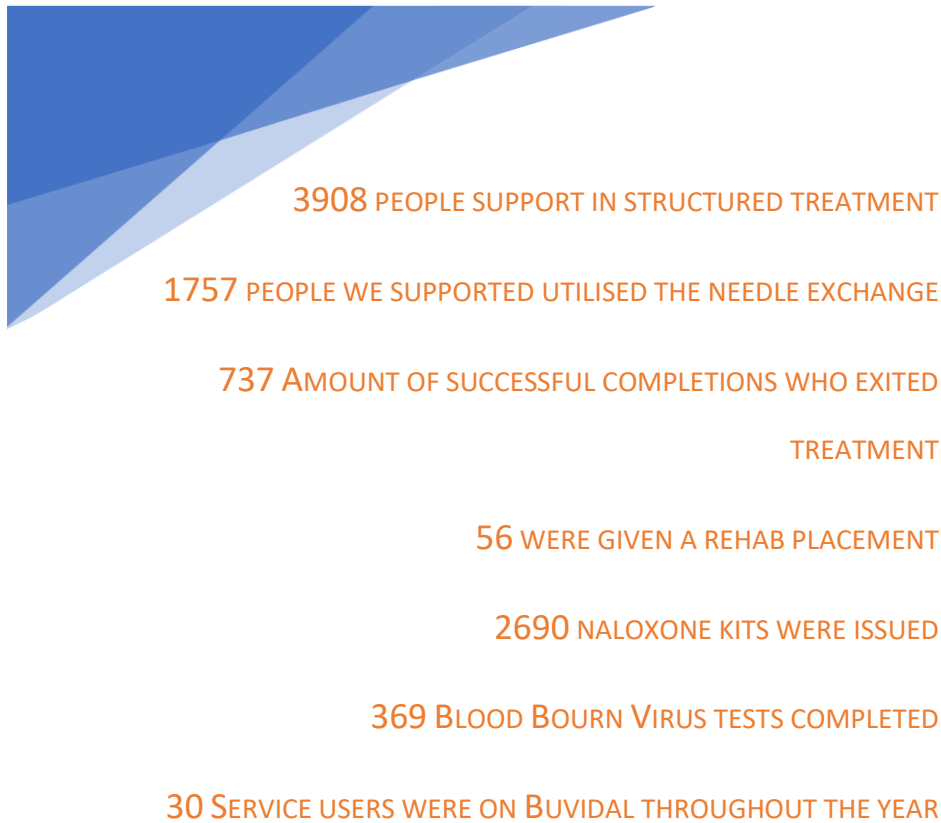 3908 PEOPLE SUPPORT IN STRUCTURED TREATMENT
1757 PEOPLE WE SUPPORTED UTILISED THE NEEDLE EXCHANGE
737 AMOUNT OF SUCCESSFUL COMPLETIONS WHO EXITED
TREATMENT
56 WERE GIVEN A REHAB PLACEMENT
2690 NALOXONE KITS WERE ISSUED
369 BLOOD BOURN VIRUS TESTS COMPLETED
30 SERVICE USERS WERE ON BUVIDAL THROUGHOUT THE YEAR